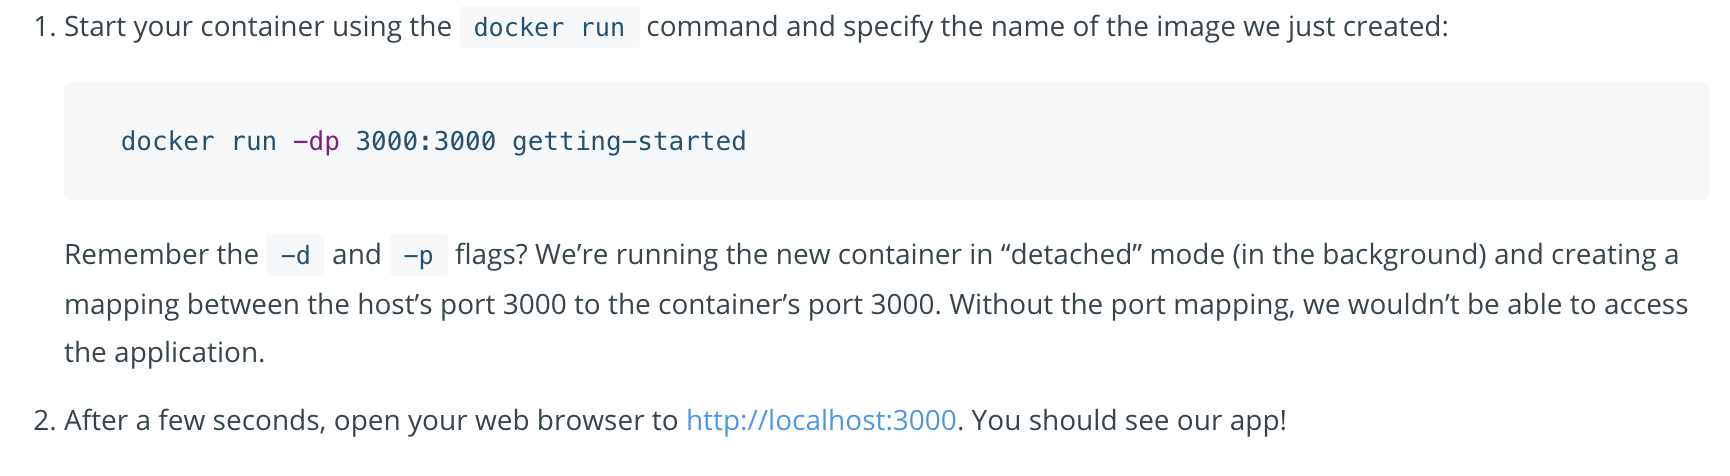 1. Start your container using the docker run command and specify the name of the image we just created:
docker run -dp 3000:3000 getting-started
Remember the -d and -p flags? We’re running the new container in “detached” mode (in the background) and creating a
mapping between the host’s port 3000 to the container’s port 3000. Without the port mapping, we wouldn’t be able to access
the application.
2. After a few seconds, open your web browser to http://localhost:3000. You should see our app!